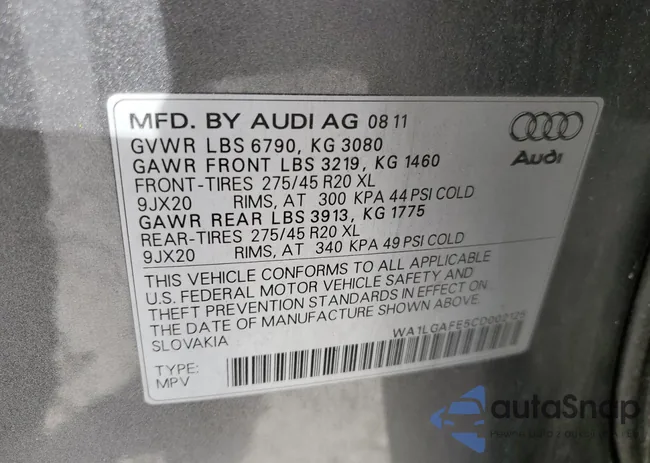 MFD. BY AUDI AG 08 11
GVWR LBS 6790, KG 3080
GAWR FRONT LBS 3219, KG 1460
FRONT-TIRES 275/45 R20 XL
9JX20 RIMS, AT 300 KPA 44 PSI COLD
GAWR REAR LBS 3913, KG 1775
REAR-TIRES 275/45 R20 XL
9JX20 RIMS, AT 340 KPA 49 PSI COLD
Audi
THIS VEHICLE CONFORMS TO ALL APPLICABLE
U.S. FEDERAL MOTOR VEHICLE SAFETY AND
THEFT PREVENTION STANDARDS IN EFFECT ON
THE DATE OF MANUFACTURE SHOWN ABOVE.
SLOVAKIA
WA1LGAFE5CD002125
TYPE:
MPV
autaSnap